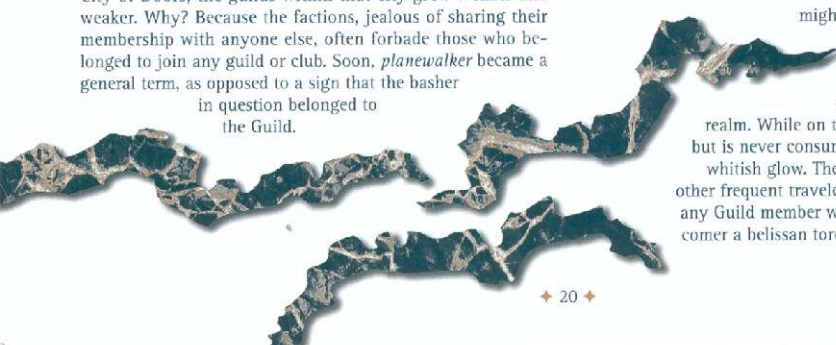 weaker. Why? Because the factions, jealous of sharing their
membership with anyone else, often forbade those who be-
longed to join any guild or club. Soon, planewalker became a
general term, as opposed to a sign that the basher
in question belonged to
the Guild.
migh
realm. While on t
but is never consu
whitish glow. The
other frequent travele
any Guild member w
comer a belissan tor
✦ 20 ✦